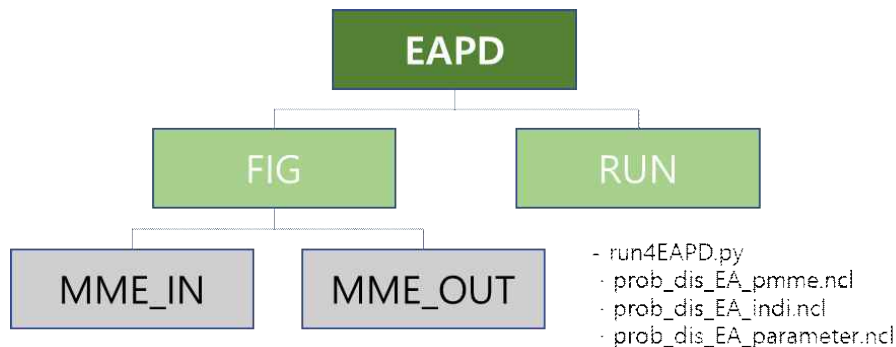 EAPD
FIG
RUN
MME_IN
MME_OUT
- run4EAPD.py
· prob_dis_EA_pmme.ncl
· prob_dis_EA_indi.ncl
· prob_dis_EA_parameter.ncl